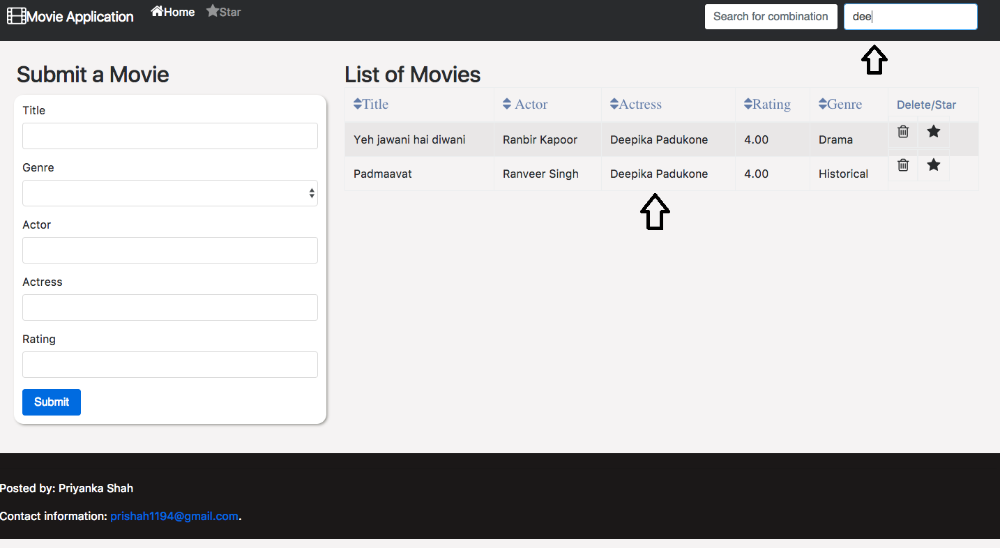 Movie Application Home Star Search for combination dee
Submit a Movie
Title
Genre
Actor
Actress
Rating
Submit
List of Movies
Title Actor Actress Rating Genre Delete/Star
Yeh jawani hai diwani Ranbir Kapoor Deepika Padukone 4.00 Drama
Padmaavat Ranveer Singh Deepika Padukone 4.00 Historical
Posted by: Priyanka Shah
Contact information: prishah1194@gmail.com.